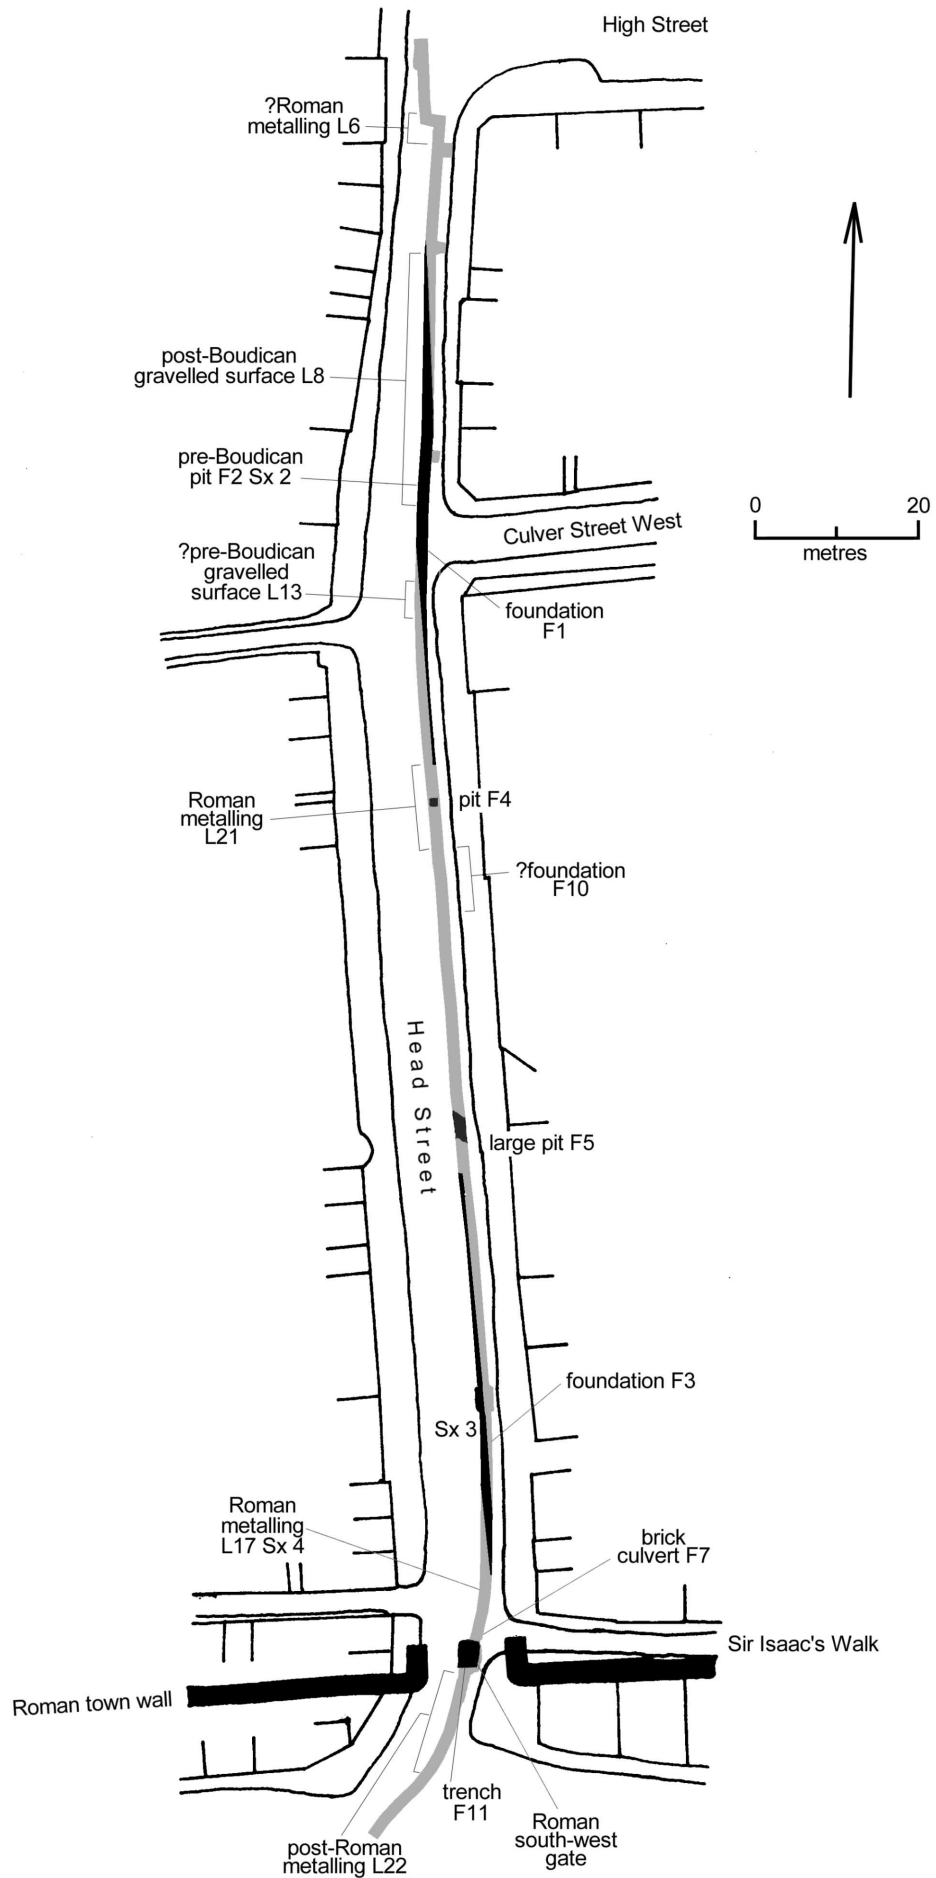 High Street
?Roman
metalling L6
post-Boudican
gravelled surface L8
pre-Boudican
pit F2 Sx 2
0 20
metres
Culver Street West
?pre-Boudican
gravelled
surface L13
foundation
F1
Roman
metalling
L21
pit F4
?foundation
F10
Head Street
large pit F5
foundation F3
Sx 3
Roman
metalling
L17 Sx 4
brick
culvert F7
Sir Isaac's Walk
Roman town wall
trench
F11
Roman
south-west
gate
post-Roman
metalling L22